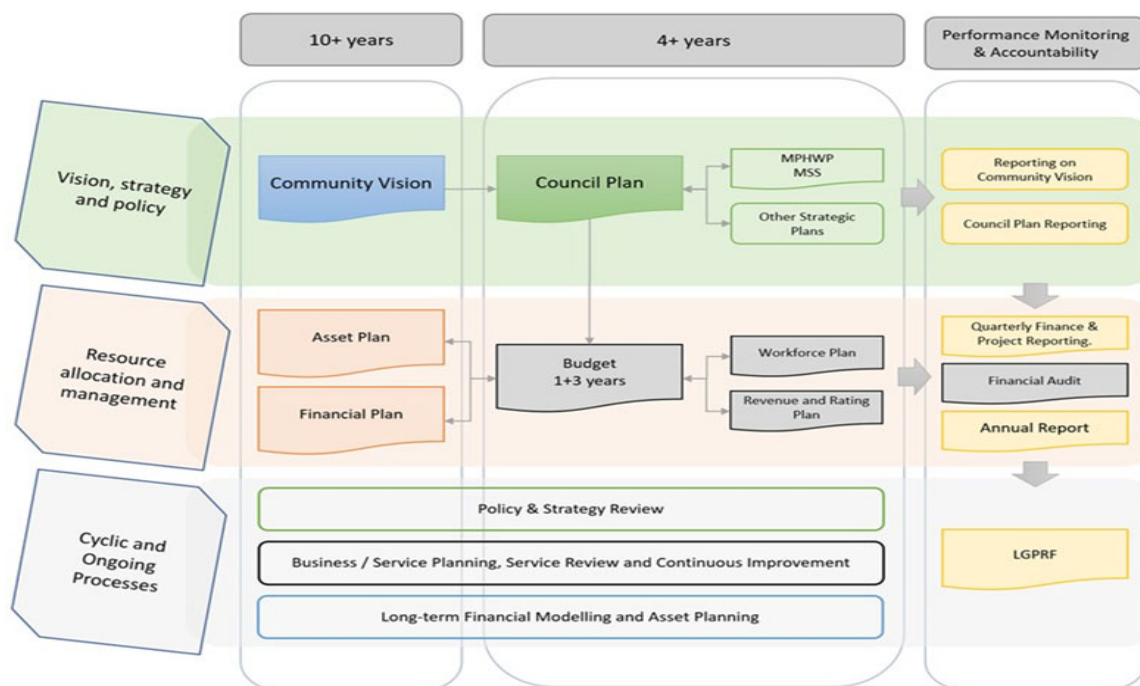 10+ years
4+ years
Performance Monitoring
& Accountability
Vision, strategy
and policy
Community Vision
Council Plan
MPHWP
MSS
Other Strategic
Plans
Reporting on
Community Vision
Council Plan Reporting
Resource
allocation and
management
Asset Plan
Financial Plan
Budget
1+3 years
Workforce Plan
Revenue and Rating
Plan
Quarterly Finance &
Project Reporting.
Financial Audit
Annual Report
Cyclic and
Ongoing
Processes
Policy & Strategy Review
Business / Service Planning, Service Review and Continuous Improvement
Long-term Financial Modelling and Asset Planning
LGPRF